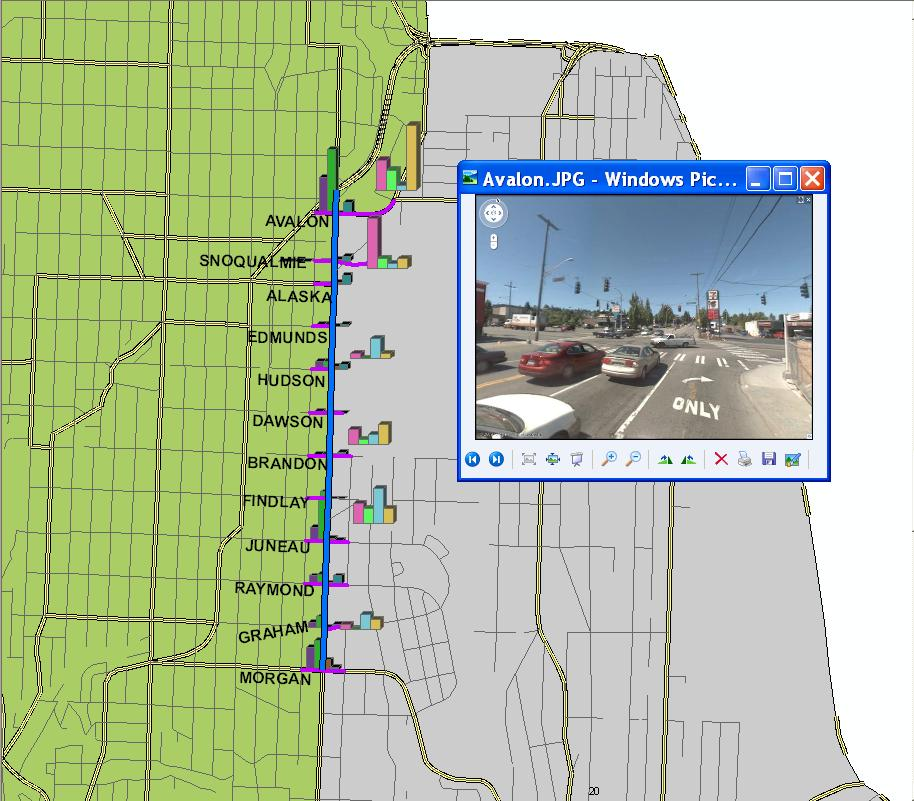 Avalon.JPG - Windows Pic...
AVALON
SNOQUALMIE
ALASKA
EDMUNDS
HUDSON
DAWSON
ONLY
BRANDON
FINDLAY
JUNEAU
RAYMOND
GRAHAM
MORGAN
20